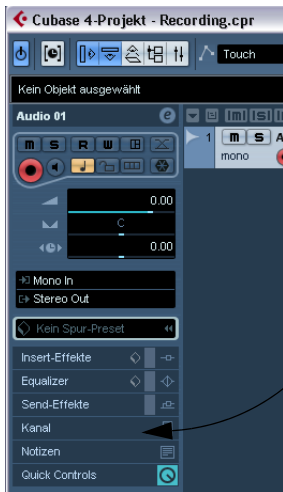 Cubase 4-Projekt - Recording.cpr
Touch
Kein Objekt ausgewählt
Audio 01
m S R W
0.00
C
0.00
Mono In
Stereo Out
Kein Spur-Preset
Insert-Effekte
Equalizer
Send-Effekte
Kanal
Notizen
Quick Controls
m S
1 m S A
mono